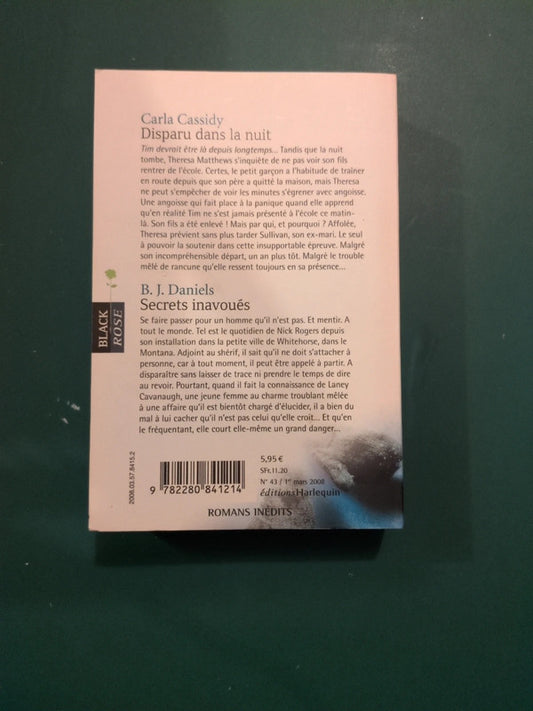 Carla Cassidy
Disparu dans la nuit
Tim devrait être là depuis longtemps... Tandis que la nuit
tombe, Theresa Matthews s'inquiète de ne pas voir son fils
rentrer de l'école. Certes, le petit garçon a l'habitude de traîner
en route depuis que son père a quitté la maison, mais Theresa
ne peut s'empêcher de voir les minutes s'égrener avec angoisse.
Une angoisse qui fait place à la panique quand elle apprend
qu'en réalité Tim ne s'est jamais présenté à l'école ce matin-
là. Son fils a été enlevé ! Mais par qui, et pourquoi ? Affolée,
Theresa prévient sans plus tarder Sullivan, son ex-mari. Le seul
à pouvoir la soutenir dans cette insupportable épreuve. Malgré
son incompréhensible départ, un an plus tôt. Malgré le trouble
mêlé de rancune qu'elle ressent toujours en sa présence...
B. J. Daniels
Secrets inavoués
Se faire passer pour un homme qu'il n'est pas. Et mentir. A
tout le monde. Tel est le quotidien de Nick Rogers depuis
son installation dans la petite ville de Whitehorse, dans le
Montana. Adjoint au shérif, il sait qu'il ne doit s'attacher à
personne, car à tout moment, il peut être appelé à partir. A
disparaître sans laisser de trace ni prendre le temps de dire
au revoir. Pourtant, quand il fait la connaissance de Laney
Cavanaugh, une jeune femme au charme troublant mêlée
à une affaire qu'il est bientôt chargé d'élucider, il a bien du
mal à lui cacher qu'il n'est pas celui qu'elle croit... Et qu'en
le fréquentant, elle court elle-même un grand danger...
BLACK
ROSE
2008.03.57.8415.2
9 782280 841214
5,95 €
SFr.11.20
N° 43 / 1er mars 2008
éditions Harlequin
ROMANS INÉDITS